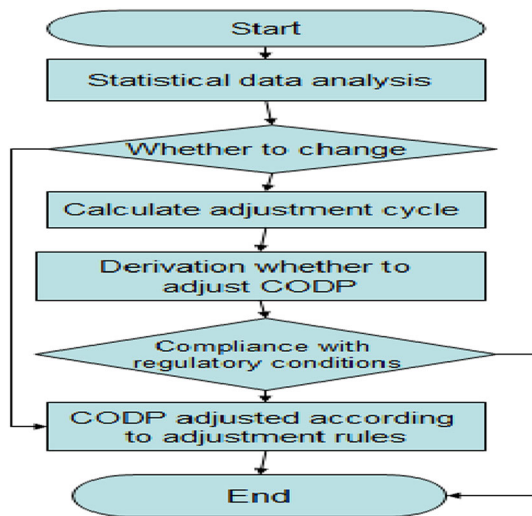 Start
Statistical data analysis
Whether to change
Calculate adjustment cycle
Derivation whether to
adjust CODP
Compliance with
regulatory conditions
CODP adjusted according
to adjustment rules
End